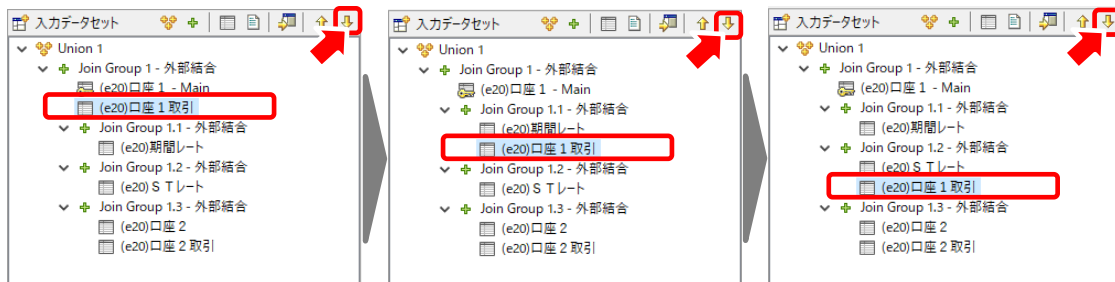 入力データセット
Union 1
Join Group 1 - 外部結合
(e20)口座１ - Main
(e20)口座１取引
Join Group 1.1 - 外部結合
(e20)期間レート
Join Group 1.2 - 外部結合
(e20)ＳＴレート
Join Group 1.3 - 外部結合
(e20)口座２
(e20)口座２取引
入力データセット
Union 1
Join Group 1 - 外部結合
(e20)口座１ - Main
Join Group 1.1 - 外部結合
(e20)期間レート
(e20)口座１取引
Join Group 1.2 - 外部結合
(e20)ＳＴレート
Join Group 1.3 - 外部結合
(e20)口座２
(e20)口座２取引
入力データセット
Union 1
Join Group 1 - 外部結合
(e20)口座１ - Main
Join Group 1.1 - 外部結合
(e20)期間レート
Join Group 1.2 - 外部結合
(e20)ＳＴレート
(e20)口座１取引
Join Group 1.3 - 外部結合
(e20)口座２
(e20)口座２取引